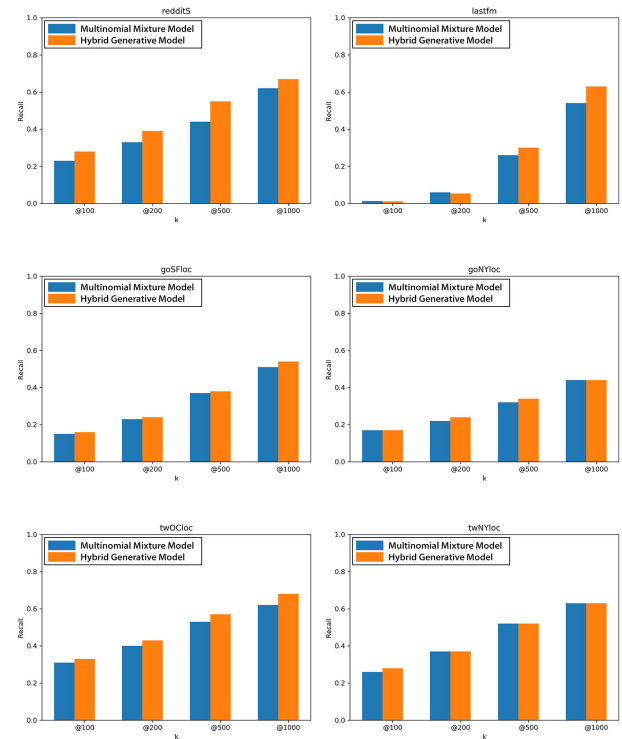 redditS
1.0
0.8
0.6
0.4
0.2
0.0
Recall
Multinomial Mixture Model
Hybrid Generative Model
@100 @200 @500 @1000
k
lastfm
1.0
0.8
0.6
0.4
0.2
0.0
Recall
Multinomial Mixture Model
Hybrid Generative Model
@100 @200 @500 @1000
k
goSFloc
1.0
0.8
0.6
0.4
0.2
0.0
Recall
Multinomial Mixture Model
Hybrid Generative Model
@100 @200 @500 @1000
k
goNYloc
1.0
0.8
0.6
0.4
0.2
0.0
Recall
Multinomial Mixture Model
Hybrid Generative Model
@100 @200 @500 @1000
k
twOCloc
1.0
0.8
0.6
0.4
0.2
0.0
Recall
Multinomial Mixture Model
Hybrid Generative Model
@100 @200 @500 @1000
k
twNYloc
1.0
0.8
0.6
0.4
0.2
0.0
Recall
Multinomial Mixture Model
Hybrid Generative Model
@100 @200 @500 @1000
k